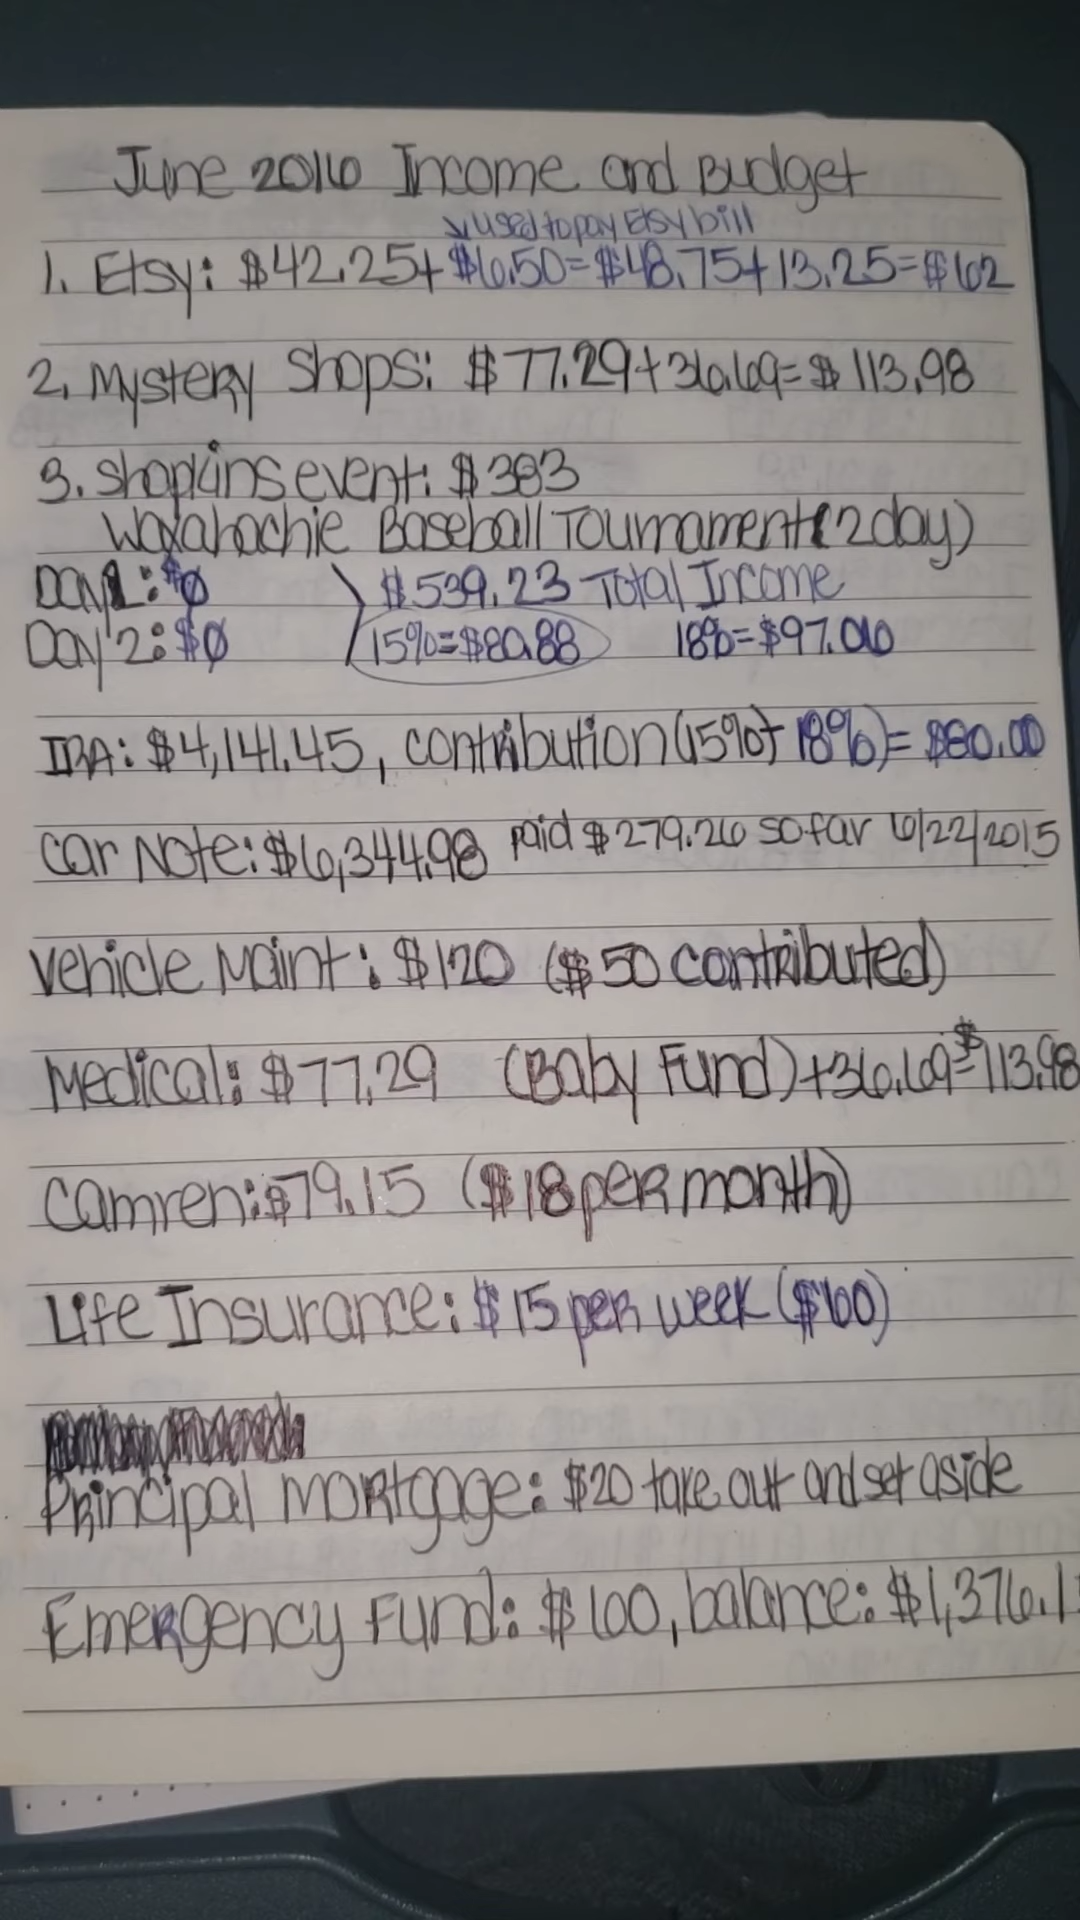 June 2016 Income and Budget
↘ used to pay Etsy bill
1. Etsy: $42.25+ $6.50= $48.75+13.25= $62
2. Mystery Shops: $77.29+36.69= $113.98
3. Shopkins event: $383
Waxahachie Baseball Tournament (2 day)
Day 1: $0 $539.23 Total Income
Day 2: $0 15%=$80.88 18%=$97.06
IRA: $4,141.45, contribution (15%+ 18%)= $80.00
Car Note: $6,344.98 paid $279.26 so far 6/22/2015
Vehicle Maint: $120 ($50 contributed)
Medical: $77.29 (Baby Fund) +36.69=$113.98
Camren: $79.15 ($18 per month)
Life Insurance: $15 per week ($60)
Principal Mortgage: $20 take out and set aside
Emergency Fund: $100, balance: $1,376.1